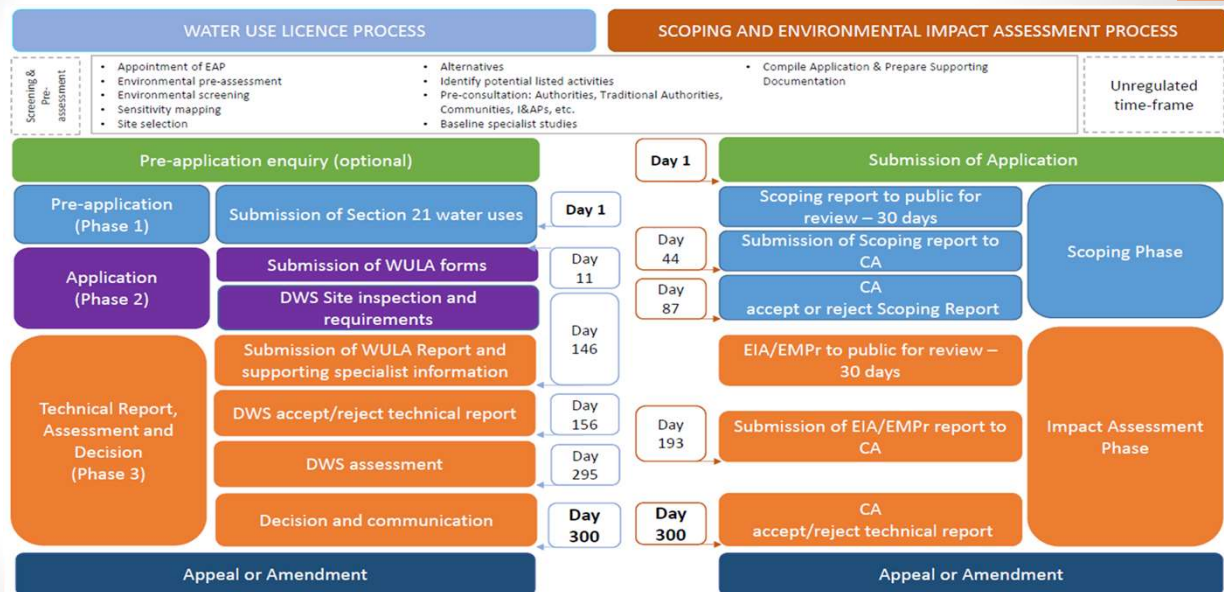 WATER USE LICENCE PROCESS
SCOPING AND ENVIRONMENTAL IMPACT ASSESSMENT PROCESS
Screening &
Pre-
assessment
• Appointment of EAP
• Environmental pre-assessment
• Environmental screening
• Sensitivity mapping
• Site selection
• Alternatives
• Identify potential listed activities
• Pre-consultation: Authorities, Traditional Authorities,
Communities, I&APs, etc.
• Baseline specialist studies
• Compile Application & Prepare Supporting
Documentation
Unregulated
time-frame
Pre-application enquiry (optional)
Pre-application
(Phase 1)
Submission of Section 21 water uses
Application
(Phase 2)
Submission of WULA forms
DWS Site inspection and
requirements
Technical Report,
Assessment and
Decision
(Phase 3)
Submission of WULA Report and
supporting specialist information
DWS accept/reject technical report
DWS assessment
Decision and communication
Appeal or Amendment
Day 1
Day
11
Day
146
Day
156
Day
295
Day
300
Day 1
Day
44
Day
87
Day
193
Day
300
Submission of Application
Scoping report to public for
review – 30 days
Submission of Scoping report to
CA
CA
accept or reject Scoping Report
Scoping Phase
EIA/EMPr to public for review –
30 days
Submission of EIA/EMPr report to
CA
CA
accept/reject technical report
Impact Assessment
Phase
Appeal or Amendment